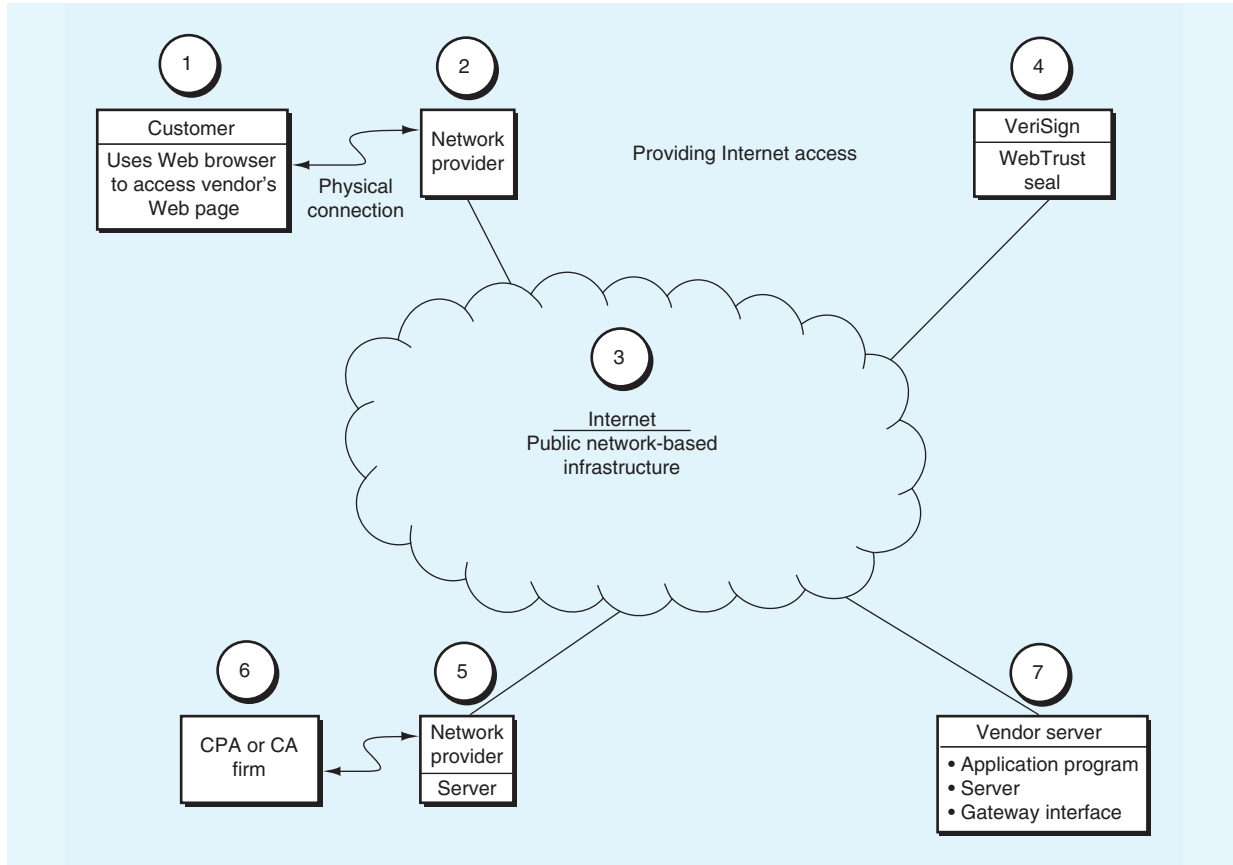 1
Customer
Uses Web browser
to access vendor's
Web page
Physical
connection
2
Network
provider
Providing Internet access
4
VeriSign
WebTrust
seal
3
Internet
Public network-based
infrastructure
6
CPA or CA
firm
5
Network
provider
Server
7
Vendor server
• Application program
• Server
• Gateway interface